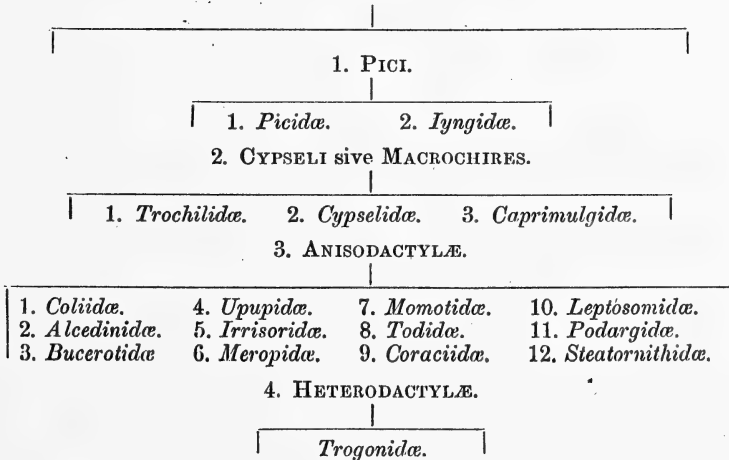 1. PICI.
1. Picidæ. 2. Iyngidæ.
2. CYPSELI sive MACROCHIRES.
1. Trochilidæ. 2. Cypselidæ. 3. Caprimulgidæ.
3. ANISODACTYLÆ.
1. Coliidæ. 4. Upupidæ. 7. Momotidæ. 10. Leptosomidæ.
2. Alcedinidæ. 5. Irrisoridæ. 8. Todidæ. 11. Podargidæ.
3. Bucerotidæ 6. Meropidæ. 9. Coraciidæ. 12. Steatornithidæ.
4. HETERODACTYLÆ.
Trogonidæ.